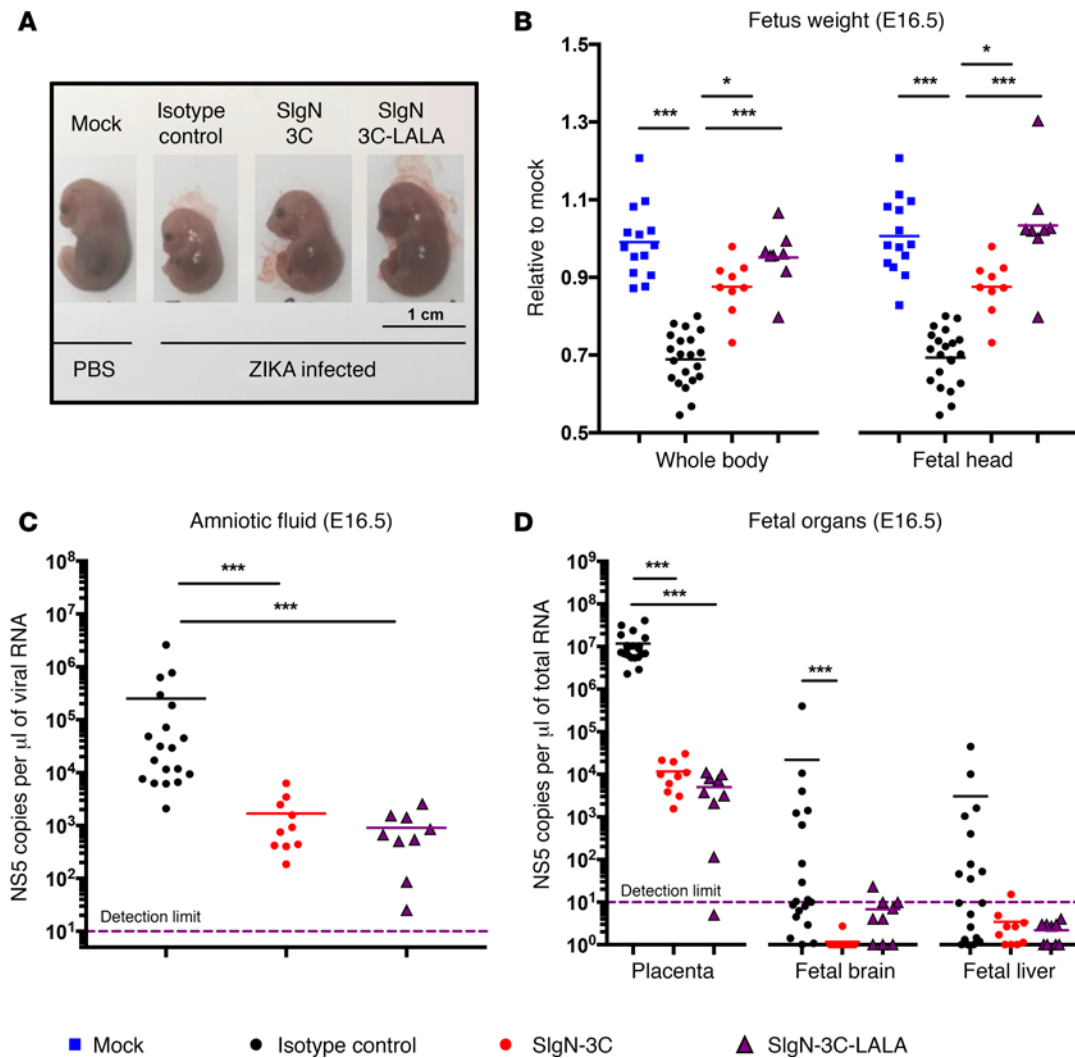 A
Mock
Isotype
control
SIgN
3C
SIgN
3C-LALA
1 cm
PBS
ZIKA infected
B
Fetus weight (E16.5)
Relative to mock
1.5
1.3
1.1
0.9
0.7
0.5
***
*
***
***
*
***
Whole body
Fetal head
C
Amniotic fluid (E16.5)
NS5 copies per µl of viral RNA
10⁸
10⁷
10⁶
10⁵
10⁴
10³
10²
10¹
***
***
Detection limit
D
Fetal organs (E16.5)
NS5 copies per µl of total RNA
10⁹
10⁸
10⁷
10⁶
10⁵
10⁴
10³
10²
10¹
10⁰
***
***
***
Detection limit
Placenta
Fetal brain
Fetal liver
Mock
Isotype control
SIgN-3C
SIgN-3C-LALA